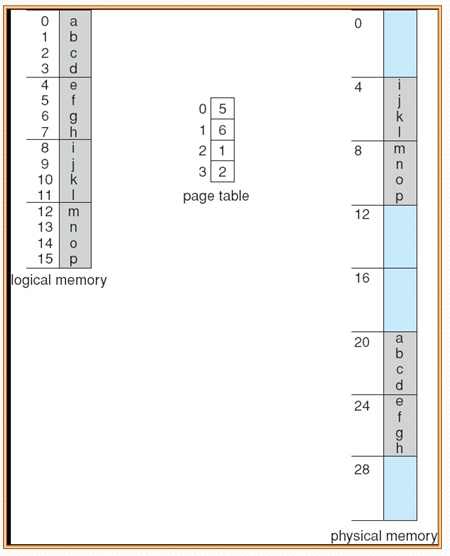 0 a
1 b
2 c
3 d
4 e
5 f
6 g
7 h
8 i
9 j
10 k
11 l
12 m
13 n
14 o
15 p
logical memory
0 5
1 6
2 1
3 2
page table
0
4 i
j
k
l
8 m
n
o
p
12
16
20 a
b
c
d
24 e
f
g
h
28
physical memory